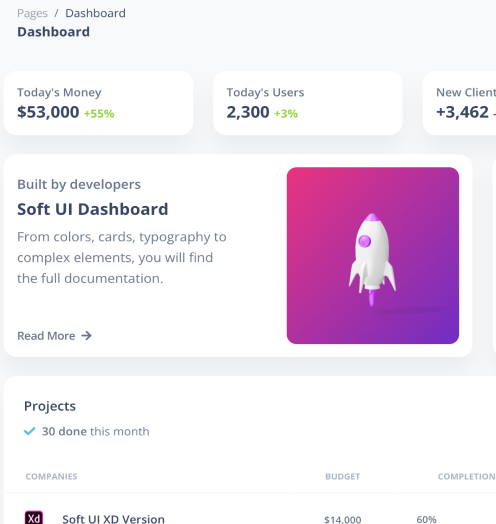 Pages / Dashboard
Dashboard
Today's Money
$53,000 +55%
Today's Users
2,300 +3%
New Client
+3,462 -
Built by developers
Soft UI Dashboard
From colors, cards, typography to
complex elements, you will find
the full documentation.
Read More →
Projects
30 done this month
COMPANIES BUDGET COMPLETION
Xd Soft UI XD Version $14,000 60%